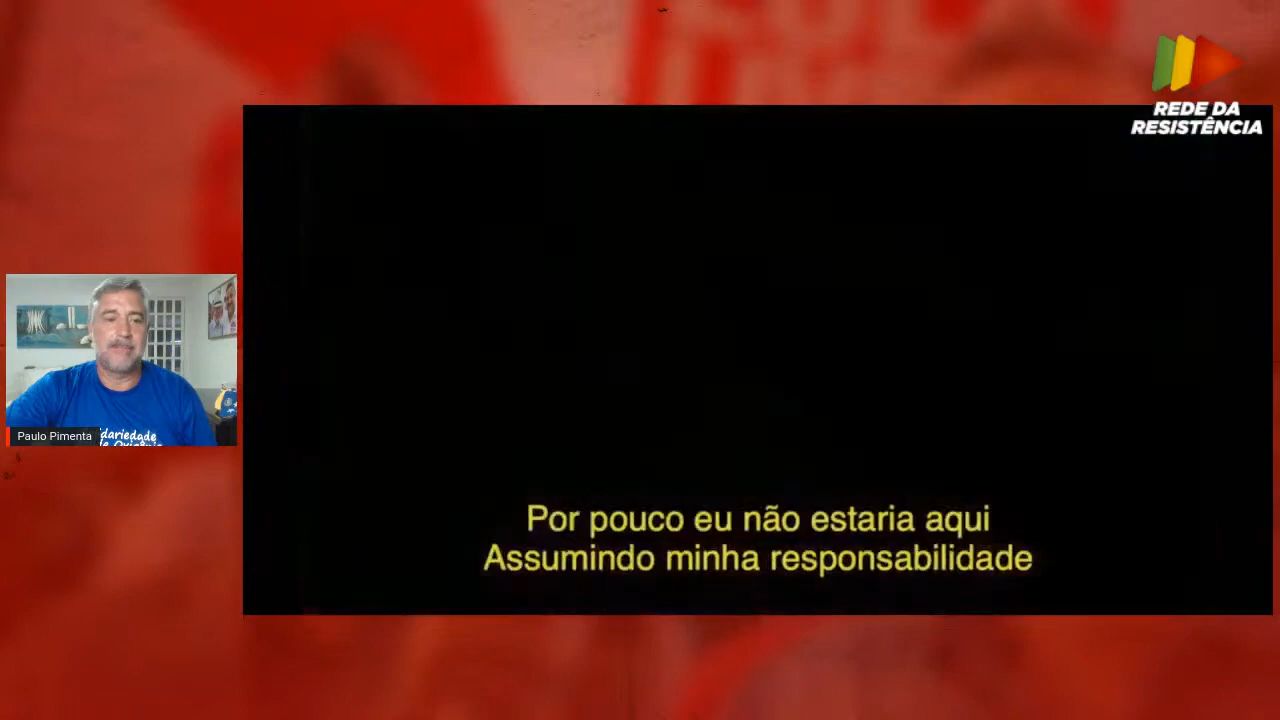 REDE DA
RESISTÊNCIA
Paulo Pimenta
Por pouco eu não estaria aqui
Assumindo minha responsabilidade